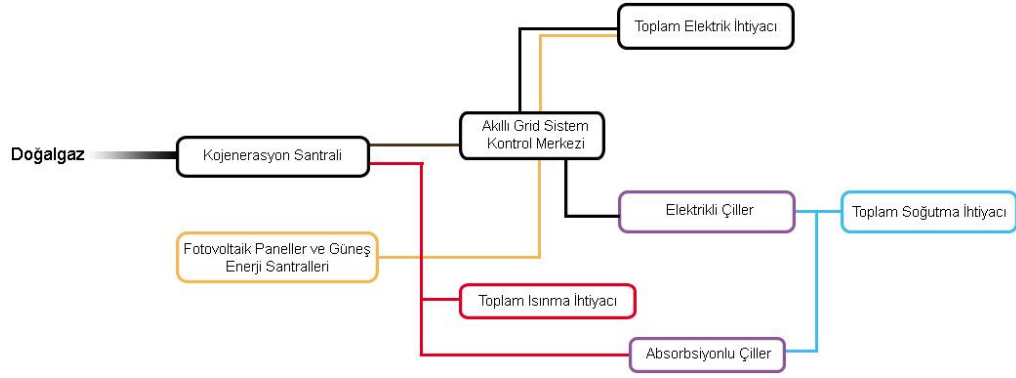 Toplam Elektrik İhtiyacı
Akıllı Grid Sistem
Kontrol Merkezi
Doğalgaz
Kojenerasyon Santrali
Elektrikli Çiller
Toplam Soğutma İhtiyacı
Fotovoltaik Paneller ve Güneş
Enerji Santralleri
Toplam Isınma İhtiyacı
Absorbsiyonlu Çiller